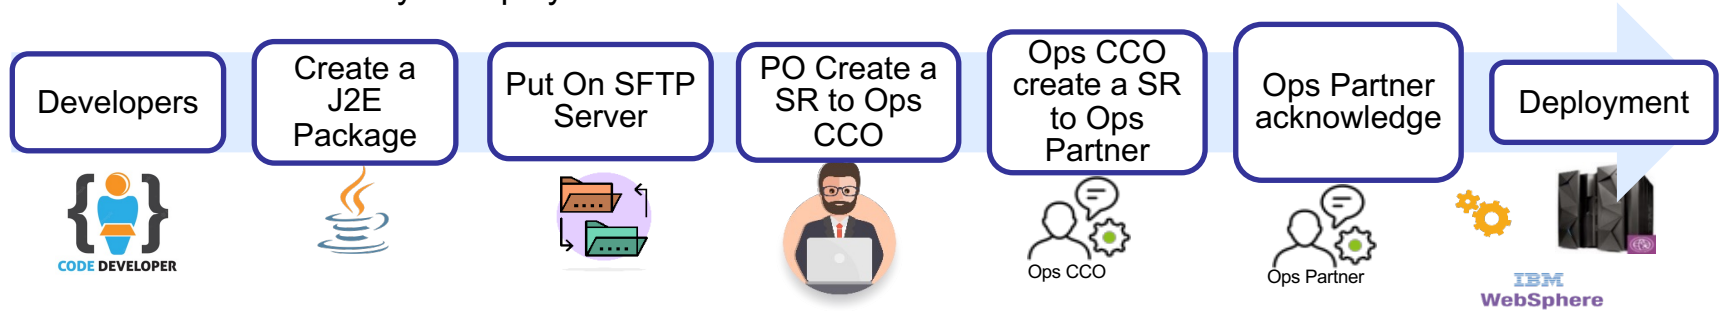 Developers
Create a
J2E
Package
Put On SFTP
Server
PO Create a
SR to Ops
CCO
Ops CCO
create a SR
to Ops
Partner
Ops Partner
acknowledge
Deployment
CODE DEVELOPER
Ops CCO
Ops Partner
IBM
WebSphere